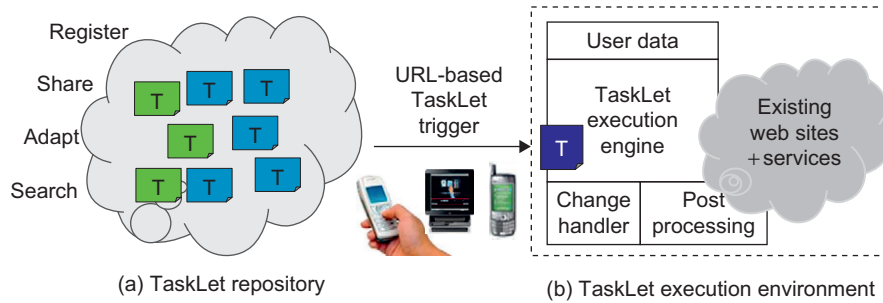 Register
Share
Adapt
Search
T
T
T
T
T
T
T
T
(a) TaskLet repository
URL-based
TaskLet
trigger
User data
TaskLet
execution
engine
T
Change
handler
Post
processing
Existing
web sites
+services
(b) TaskLet execution environment